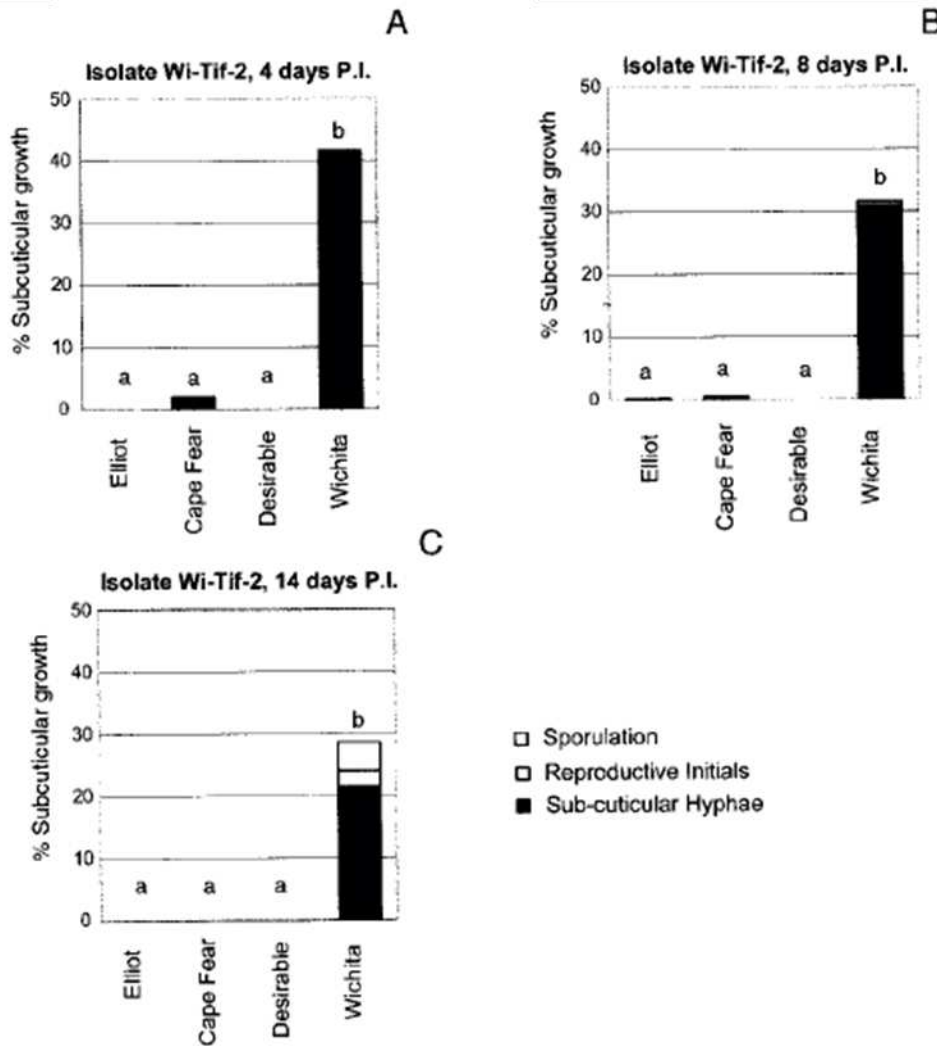 A
Isolate Wi-Tif-2, 4 days P.I.
% Subcuticular growth
50
40
30
20
10
0
a
a
a
b
Elliot
Cape Fear
Desirable
Wichita
B
Isolate Wi-Tif-2, 8 days P.I.
% Subcuticular growth
50
40
30
20
10
0
a
a
a
b
Elliot
Cape Fear
Desirable
Wichita
C
Isolate Wi-Tif-2, 14 days P.I.
% Subcuticular growth
50
40
30
20
10
0
a
a
a
b
Elliot
Cape Fear
Desirable
Wichita
Sporulation
Reproductive Initials
Sub-cuticular Hyphae